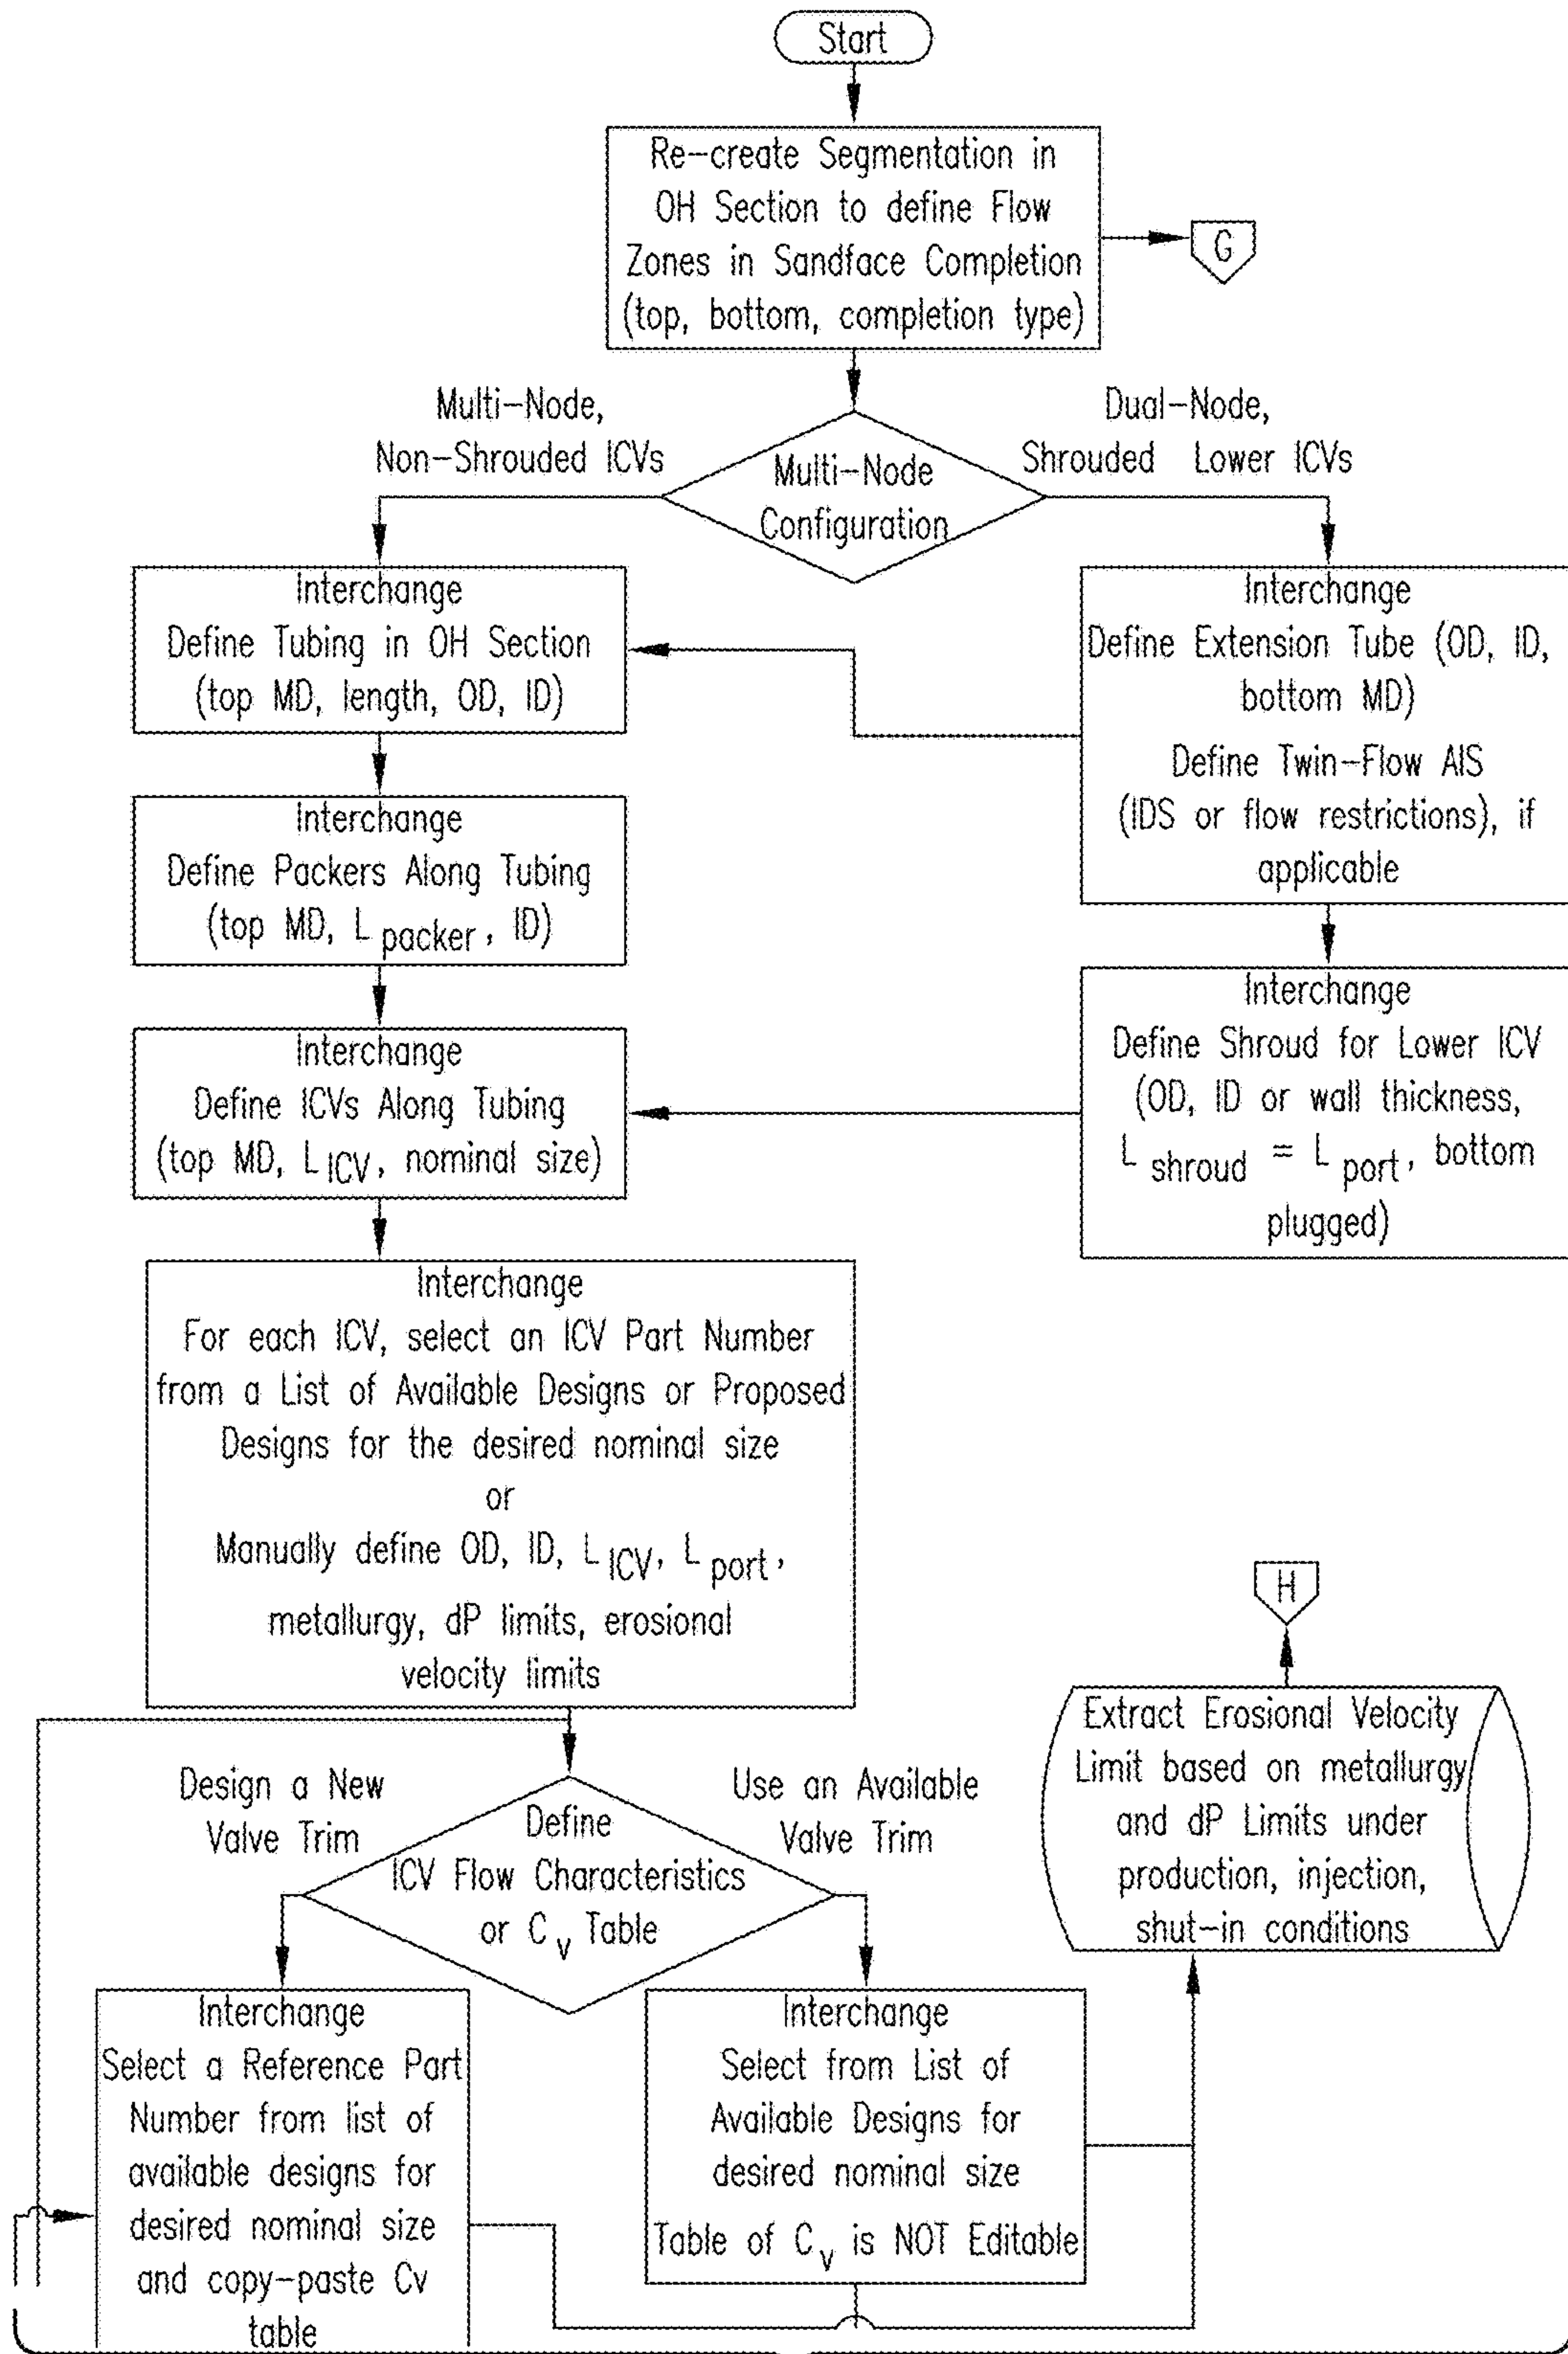 Start
Re-create Segmentation in
OH Section to define Flow
Zones in Sandface Completion
(top, bottom, completion type)
G
Multi-Node,
Non-Shrouded ICVs
Multi-Node
Configuration
Dual-Node,
Shrouded Lower ICVs
Interchange
Define Tubing in OH Section
(top MD, length, OD, ID)
Interchange
Define Extension Tube (OD, ID,
bottom MD)
Define Twin-Flow AIS
(IDS or flow restrictions), if
applicable
Interchange
Define Packers Along Tubing
(top MD, L packer, ID)
Interchange
Define Shroud for Lower ICV
(OD, ID or wall thickness,
L shroud = L port, bottom
plugged)
Interchange
Define ICVs Along Tubing
(top MD, L ICV, nominal size)
Interchange
For each ICV, select an ICV Part Number
from a List of Available Designs or Proposed
Designs for the desired nominal size
or
Manually define OD, ID, L ICV, L port,
metallurgy, dP limits, erosional
velocity limits
H
Extract Erosional Velocity
Limit based on metallurgy
and dP Limits under
production, injection,
shut-in conditions
Design a New
Valve Trim
Define
ICV Flow Characteristics
or C v Table
Use an Available
Valve Trim
Interchange
Select a Reference Part
Number from list of
available designs for
desired nominal size
and copy-paste Cv
table
Interchange
Select from List of
Available Designs for
desired nominal size
Table of C v is NOT Editable